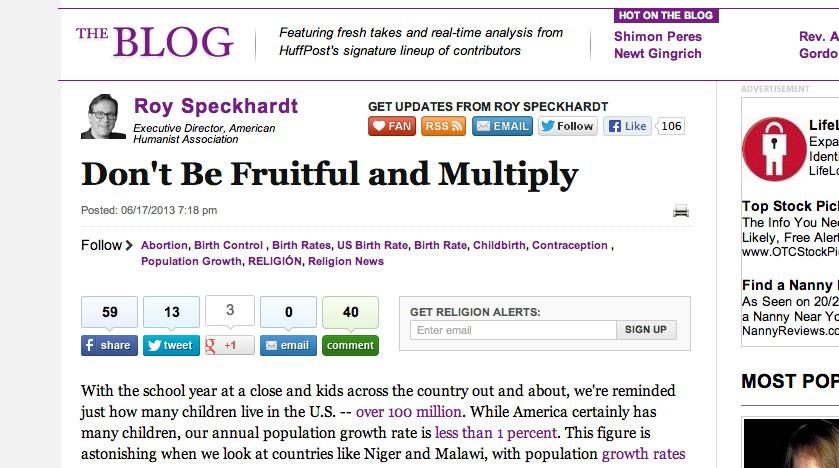 THE BLOG
Featuring fresh takes and real-time analysis from
HuffPost's signature lineup of contributors
HOT ON THE BLOG
Simon Peres
Newt Gingrich
Rev. A
Gordo
Roy Speckhardt
Executive Director, American
Humanist Association
GET UPDATES FROM ROY SPECKHARDT
FAN
RSS
EMAIL
Follow
Like
106
Don't Be Fruitful and Multiply
Posted: 06/17/2013 7:18 pm
Follow
Abortion, Birth Control , Birth Rates, US Birth Rate, Birth Rate, Childbirth, Contraception ,
Population Growth, RELIGIÓN, Religion News
59 13 3 0 40
share tweet +1 email comment
GET RELIGION ALERTS:
Enter email SIGN UP
With the school year at a close and kids across the country out and about, we're reminded
just how many children live in the U.S. -- over 100 million. While America certainly has
many children, our annual population growth rate is less than 1 percent. This figure is
astonishing when we look at countries like Niger and Malawi, with population growth rates
ADVERTISEMENT
LifeL
Expa
Identi
LifeLo
Top Stock Pic
The Info You Nee
Likely, Free Alert
www.OTCStockPi
Find a Nanny
As Seen on 20/2
a Nanny Near Yo
NannyReviews.co
MOST POP